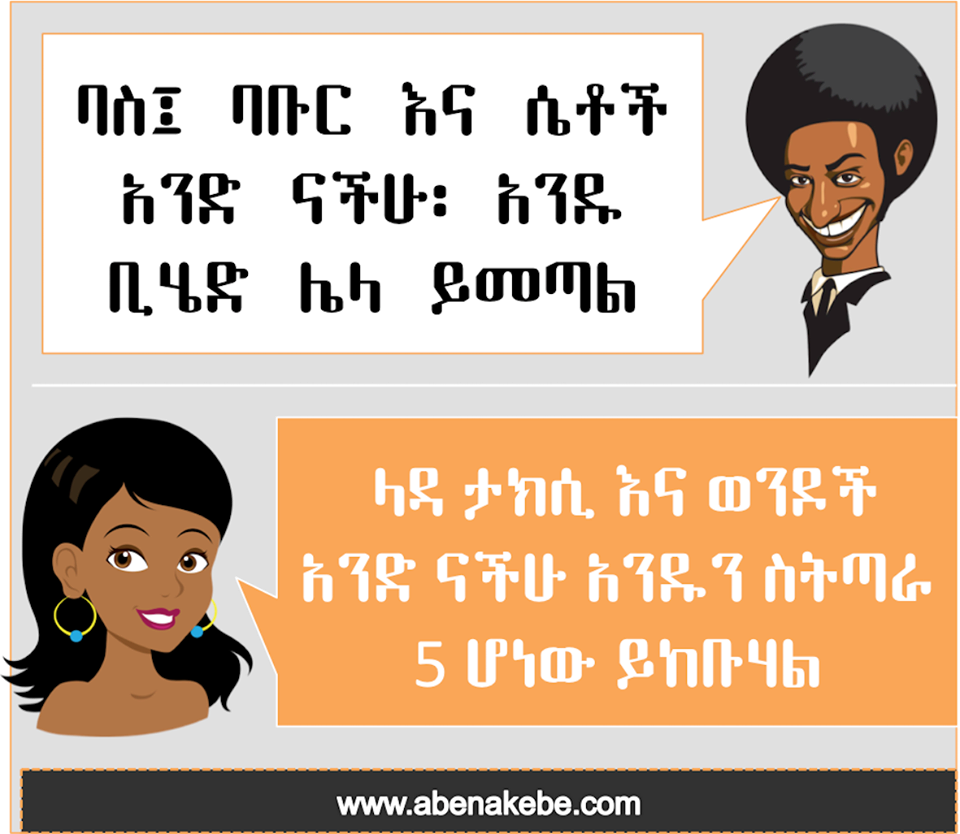 ባስ፤ ባቡር እና ሴቶች
አንድ ናችሁ፡ አንዱ
ቢሄድ ሌላ ይመጣል
ላዳ ታክሲ እና ወንዶች
አንድ ናችሁ አንዱን ስትጣራ
5 ሆነው ይከቡሃል
www.abenakebe.com